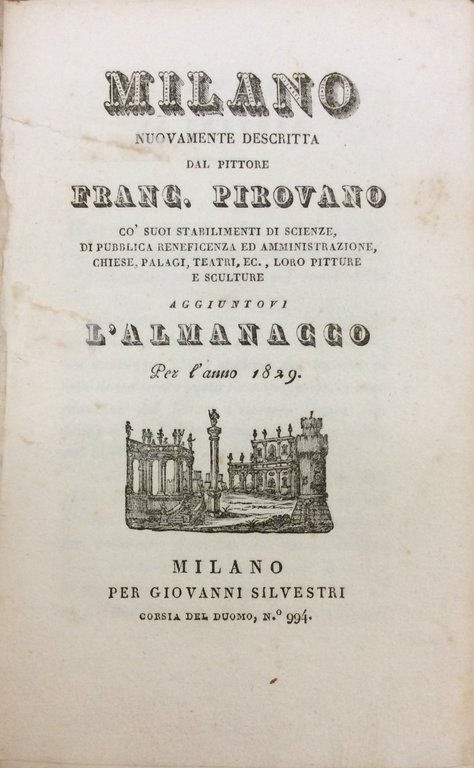 MILANO
NUOVAMENTE DESCRITTA
DAL PITTORE
FRANC. PIROVANO
CO' SUOI STABILIMENTI DI SCIENZE,
DI PUBBLICA BENEFICENZA ED AMMINISTRAZIONE,
CHIESE, PALAGI, TEATRI, EC., LORO PITTURE
E SCULTURE
AGGIUNTOVI
L'ALMANACCO
Per l'anno 1829.
MILANO
PER GIOVANNI SILVESTRI
CORSIA DEL DUOMO, N.º 994.